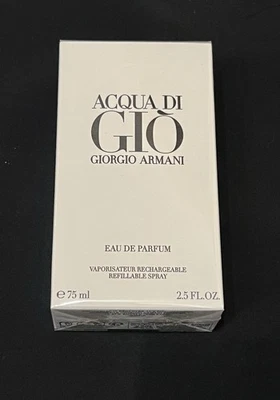 ACQUA DI
GIÒ
GIORGIO ARMANI
EAU DE PARFUM
VAPORISATEUR RECHARGEABLE
REFILLABLE SPRAY
℮ 75 ml 2.5 FL.OZ.